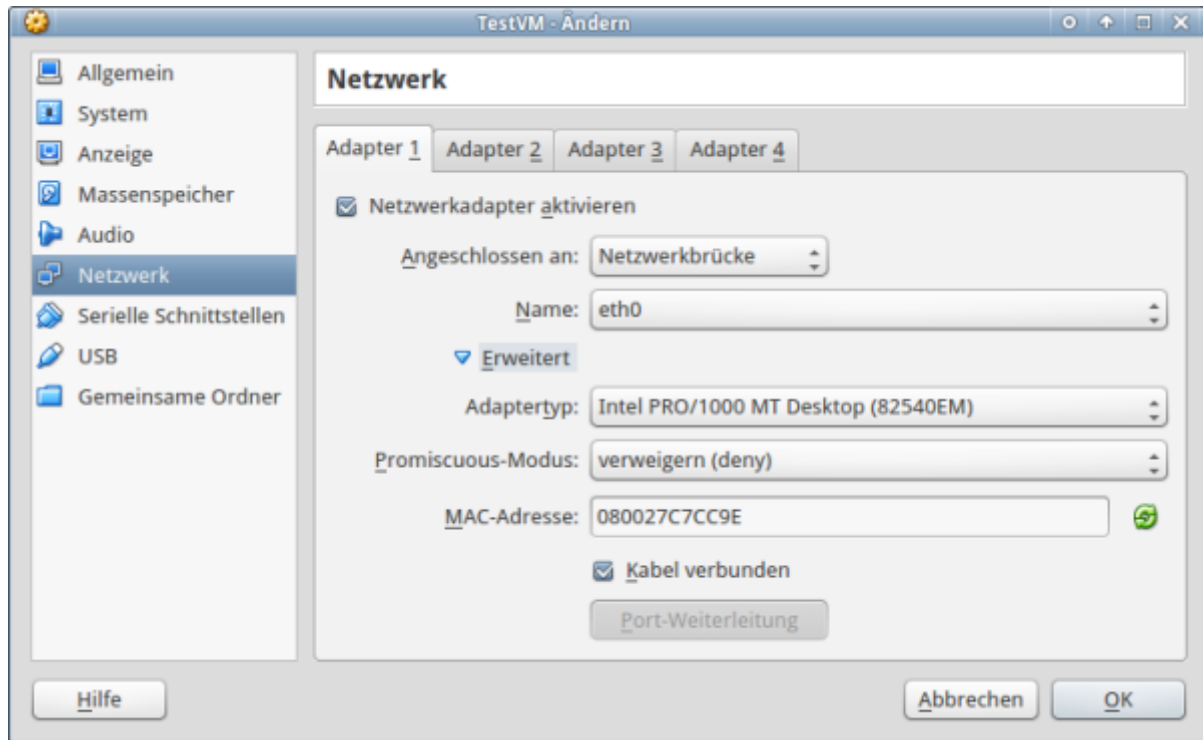 TestVM - Ändern
Allgemein
System
Anzeige
Massenspeicher
Audio
Netzwerk
Serielle Schnittstellen
USB
Gemeinsame Ordner
Netzwerk
Adapter 1 Adapter 2 Adapter 3 Adapter 4
Netzwerkadapter aktivieren
Angeschlossen an: Netzwerkbrücke
Name: eth0
Erweitert
Adaptertyp: Intel PRO/1000 MT Desktop (82540EM)
Promiscuous-Modus: verweigern (deny)
MAC-Adresse: 080027C7CC9E
Kabel verbunden
Port-Weiterleitung
Hilfe Abbrechen OK